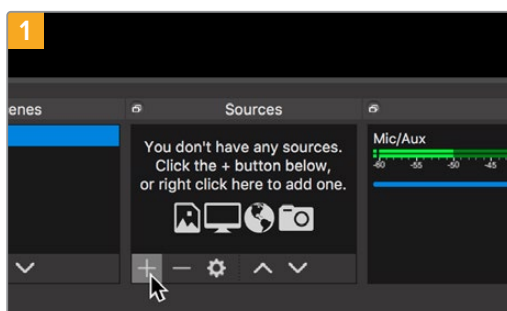 1
enes
Sources
You don't have any sources.
Click the + button below,
or right click here to add one.
Mic/Aux
-60 -55 -50 -45